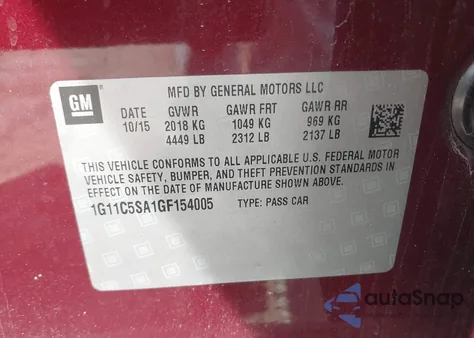 GM
MFD BY GENERAL MOTORS LLC
DATE GVWR GAWR FRT GAWR RR
10/15 2018 KG 1049 KG 969 KG
4449 LB 2312 LB 2137 LB
THIS VEHICLE CONFORMS TO ALL APPLICABLE U.S. FEDERAL MOTOR
VEHICLE SAFETY, BUMPER, AND THEFT PREVENTION STANDARDS IN
EFFECT ON THE DATE OF MANUFACTURE SHOWN ABOVE.
1G11C5SA1GF154005 TYPE: PASS CAR
autoSnap